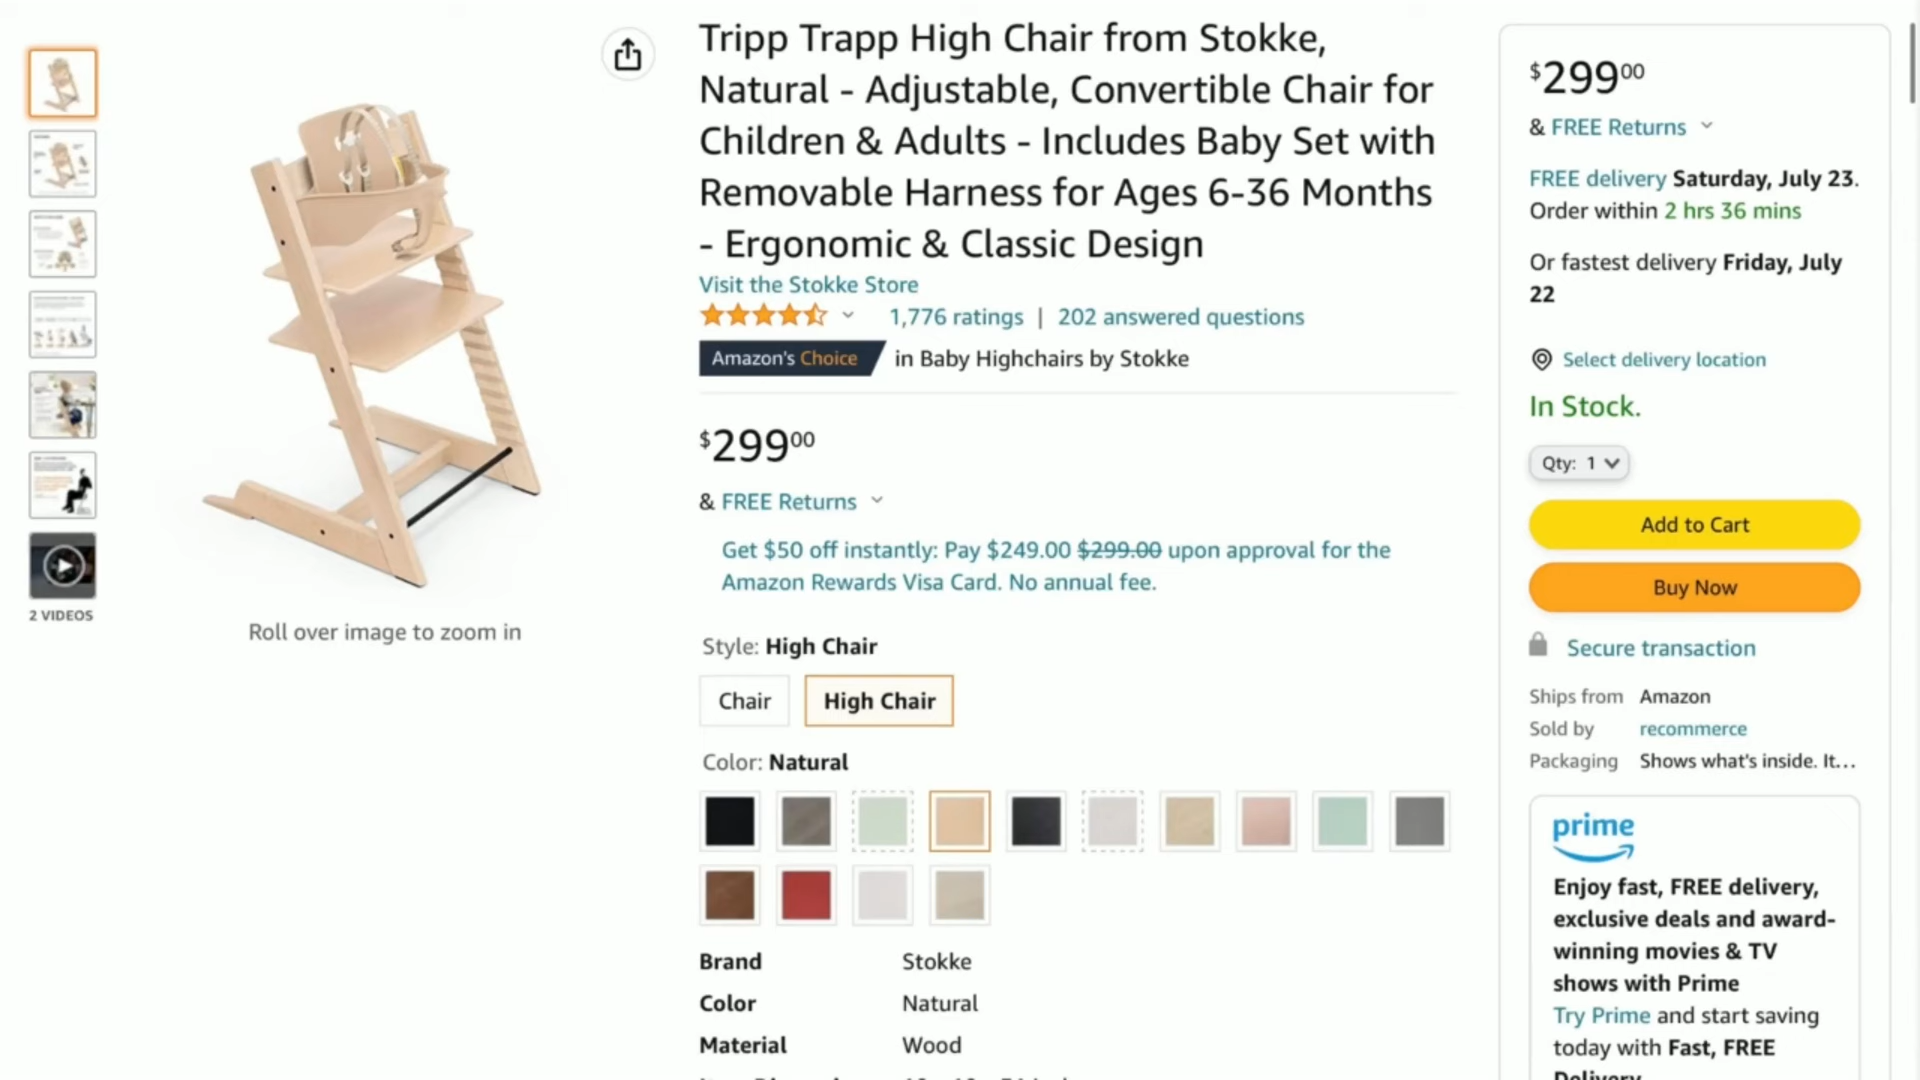 Tripp Trapp High Chair from Stokke,
Natural - Adjustable, Convertible Chair for
Children & Adults - Includes Baby Set with
Removable Harness for Ages 6-36 Months
- Ergonomic & Classic Design
Visit the Stokke Store
1,776 ratings | 202 answered questions
Amazon's Choice in Baby Highchairs by Stokke
$29900
& FREE Returns
Get $50 off instantly: Pay $249.00 $299.00 upon approval for the
Amazon Rewards Visa Card. No annual fee.
Style: High Chair
Chair
High Chair
Color: Natural
Brand Stokke
Color Natural
Material Wood
2 VIDEOS
Roll over image to zoom in
$29900
& FREE Returns
FREE delivery Saturday, July 23.
Order within 2 hrs 36 mins
Or fastest delivery Friday, July
22
Select delivery location
In Stock.
Qty: 1
Add to Cart
Buy Now
Secure transaction
Ships from Amazon
Sold by recommerce
Packaging Shows what's inside. It...
prime
Enjoy fast, FREE delivery,
exclusive deals and award-
winning movies & TV
shows with Prime
Try Prime and start saving
today with Fast, FREE
Delivery